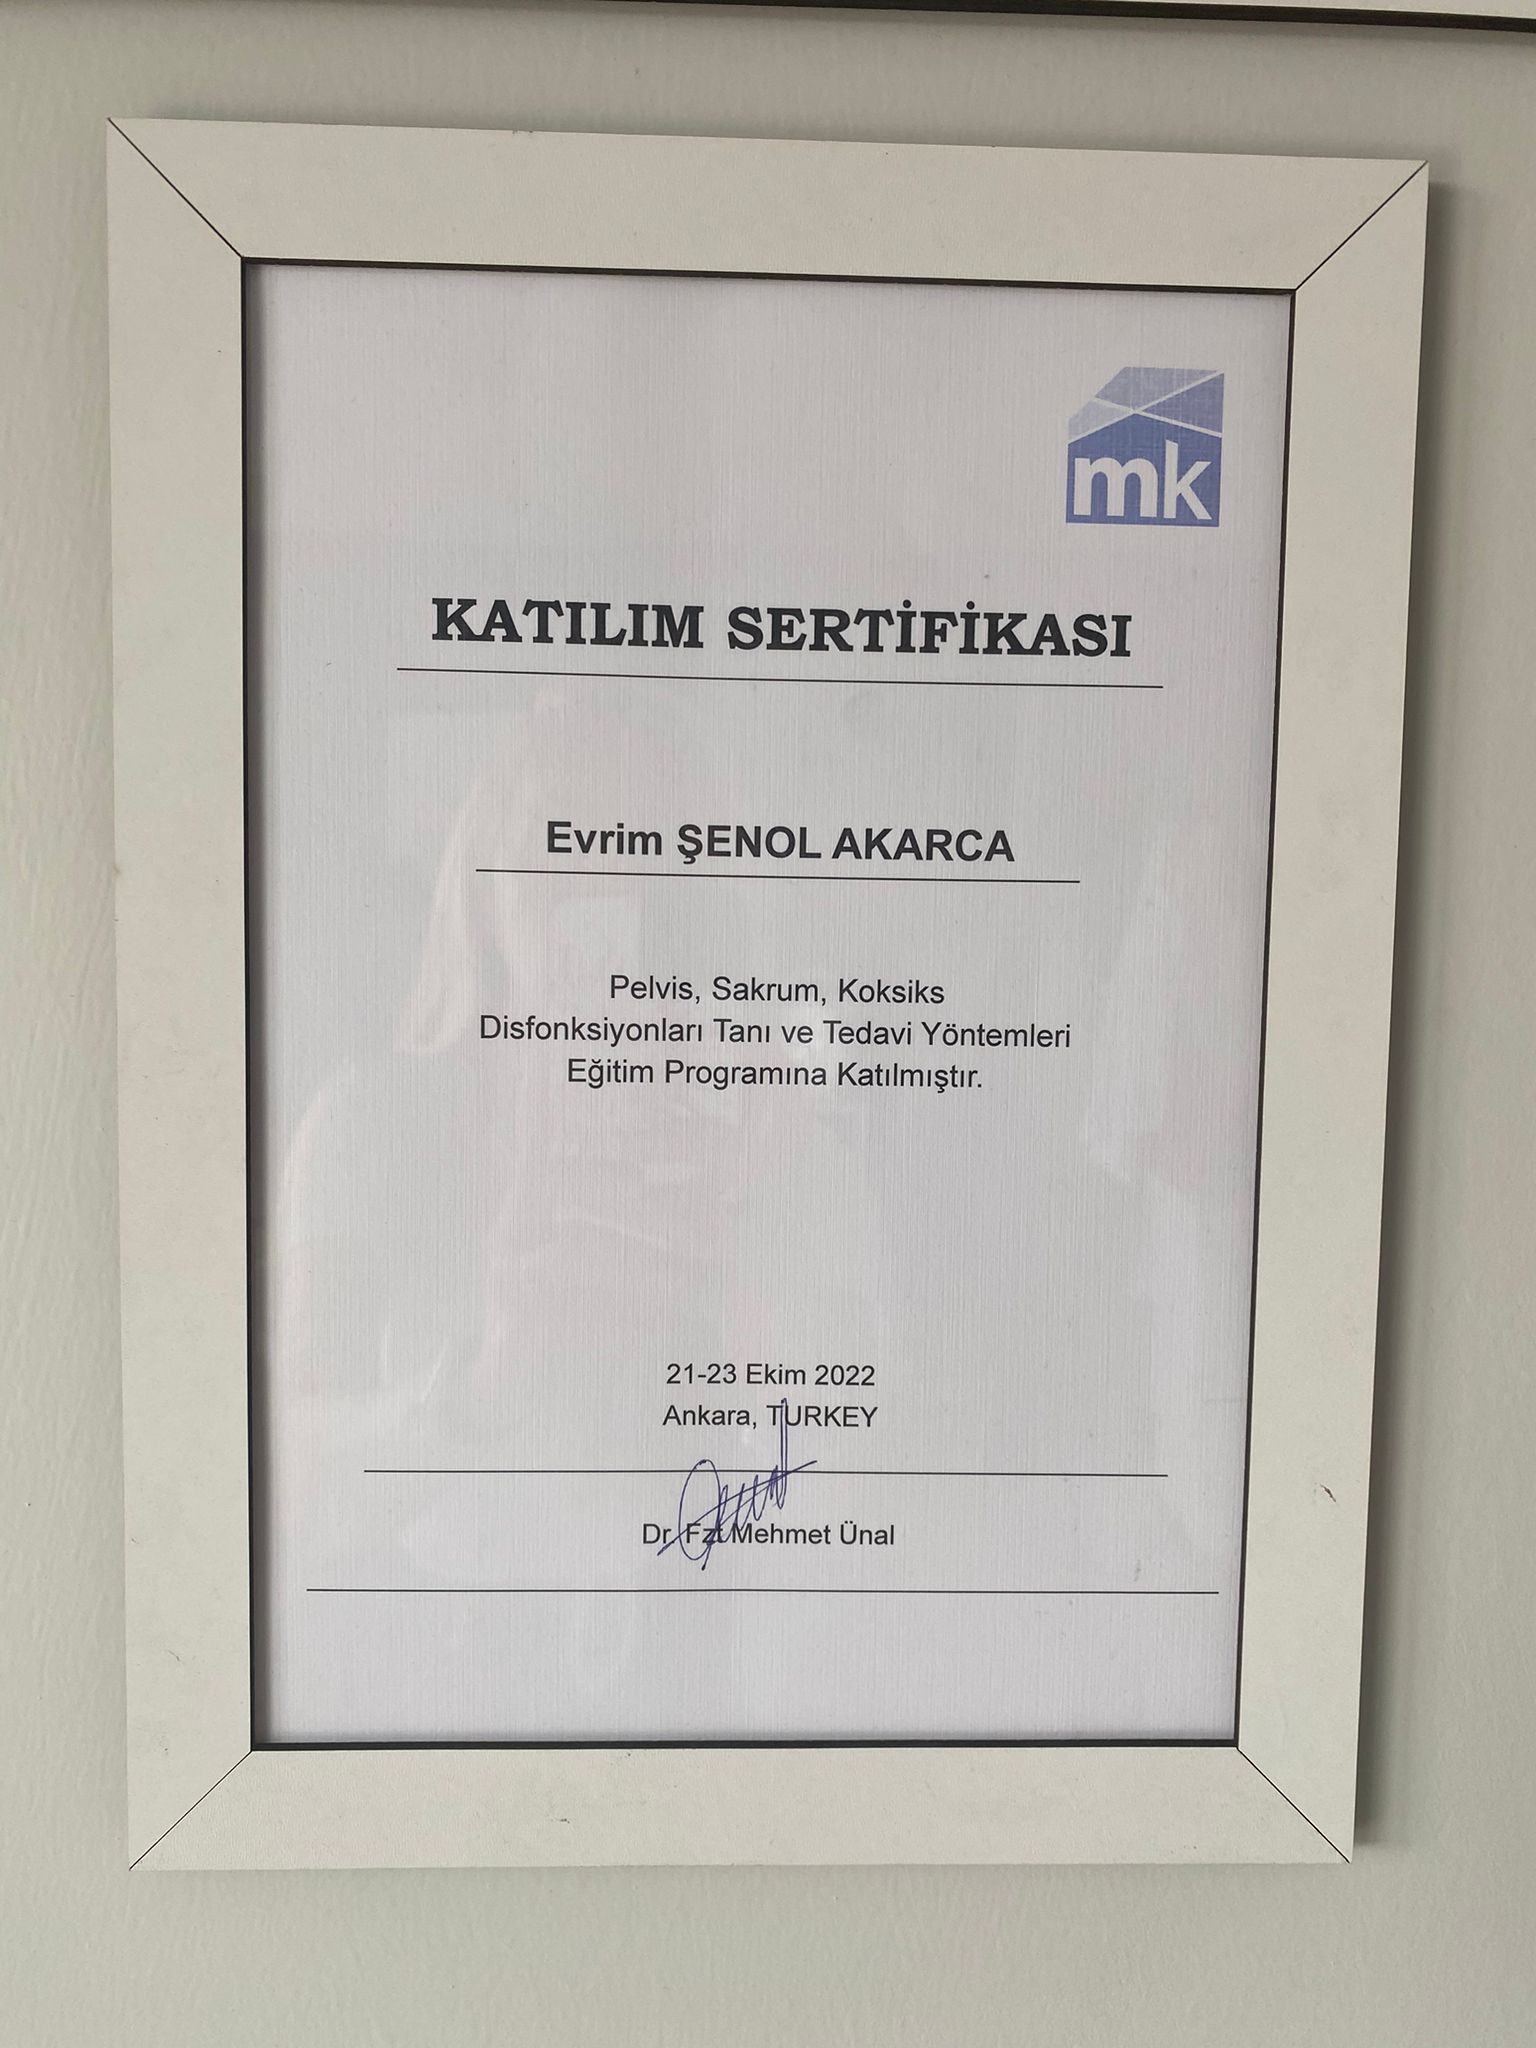 mk
KATILIM SERTİFİKASI
Evrim ŞENOL AKARCA
Pelvis, Sakrum, Koksiks
Disfonksiyonları Tanı ve Tedavi Yöntemleri
Eğitim Programına Katılmıştır.
21-23 Ekim 2022
Ankara, TURKEY
Dr. Fzt Mehmet Ünal